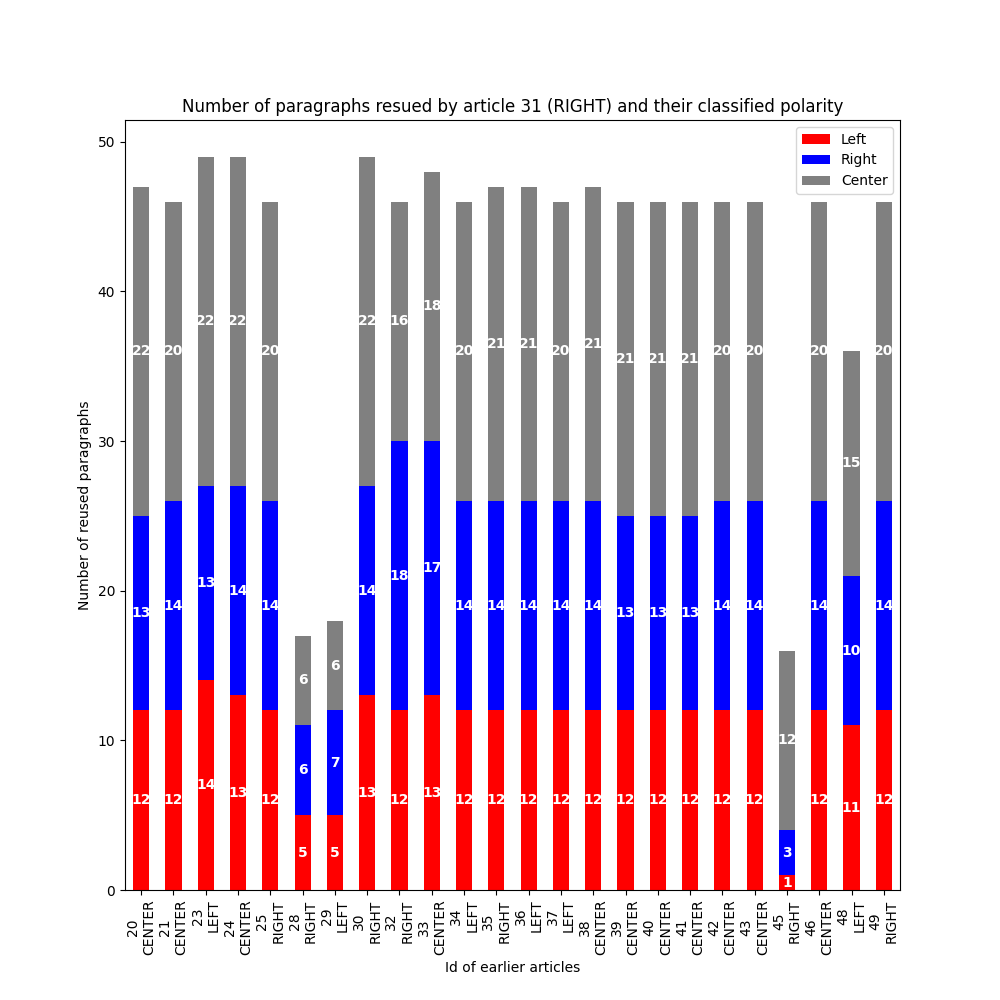 Number of paragraphs resued by article 31 (RIGHT) and their classified polarity
Left
Right
Center
Number of reused paragraphs
50
40
30
20
10
0
22 20 22 22 20 6 6 22 16 18 20 21 21 20 21 21 21 21 20 20 12 20 15 20
13 14 13 14 14 6 7 14 18 17 14 14 14 14 14 13 13 13 14 14 3 14 10 14
12 12 14 13 12 5 5 13 12 13 12 12 12 12 12 12 12 12 12 12 1 12 11 12
20 CENTER
21 CENTER
23 LEFT
24 CENTER
25 RIGHT
28 RIGHT
29 LEFT
30 RIGHT
32 RIGHT
33 CENTER
34 LEFT
35 RIGHT
36 LEFT
37 LEFT
38 CENTER
39 CENTER
40 CENTER
41 CENTER
42 CENTER
43 CENTER
45 RIGHT
46 CENTER
48 LEFT
49 RIGHT
Id of earlier articles